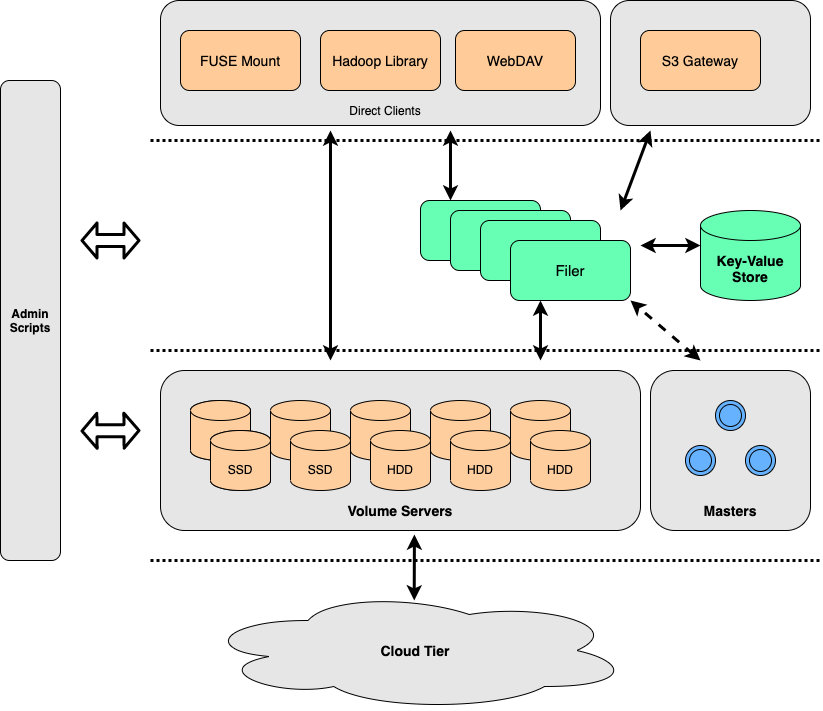 FUSE Mount
Hadoop Library
WebDAV
S3 Gateway
Direct Clients
Filer
Key-Value
Store
Admin
Scripts
SSD
SSD
HDD
HDD
HDD
Volume Servers
Masters
Cloud Tier